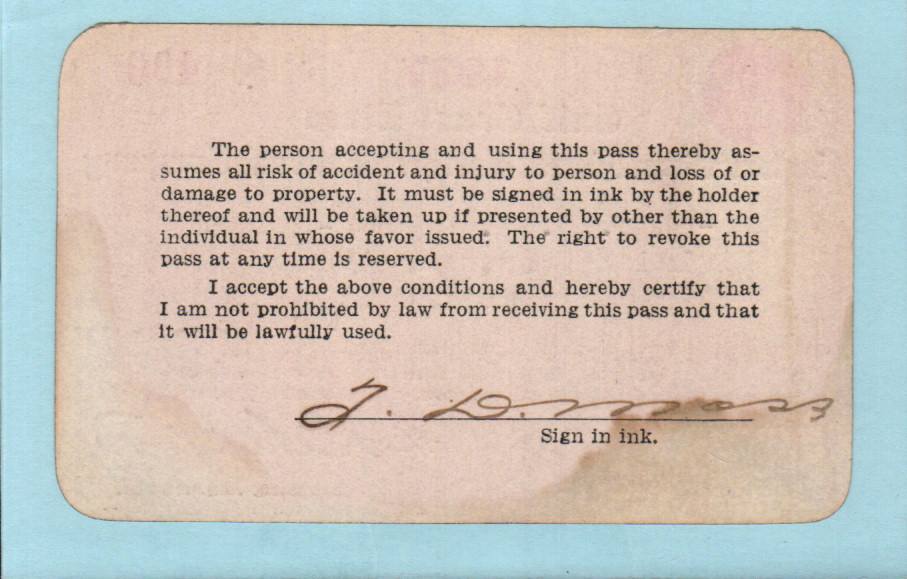 The person accepting and using this pass thereby as-
sumes all risk of accident and injury to person and loss of or
damage to property. It must be signed in ink by the holder
thereof and will be taken up if presented by other than the
individual in whose favor issued. The right to revoke this
pass at any time is reserved.
I accept the above conditions and hereby certify that
I am not prohibited by law from receiving this pass and that
it will be lawfully used.
T. D. Moss
Sign in ink.